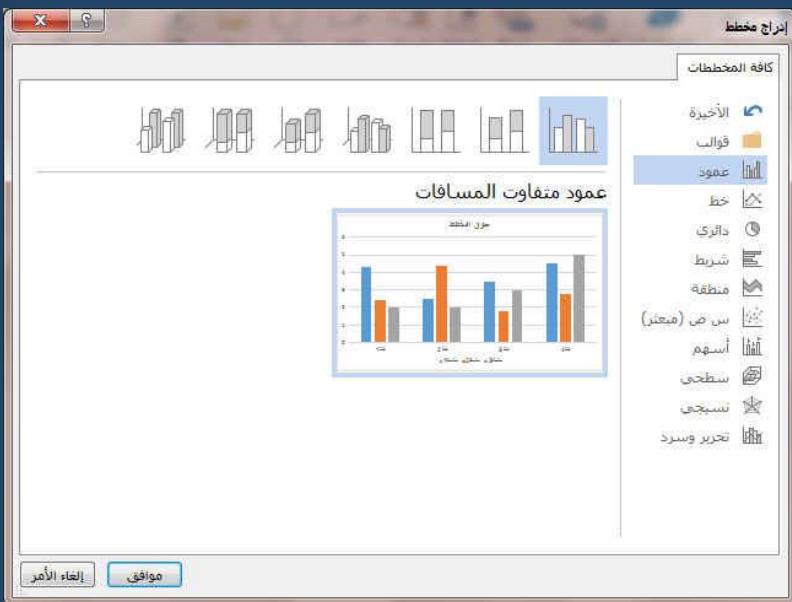 إدراج مخطط
كافة المخططات
الأخيرة
قوالب
عمود
خط
دائري
شريط
منطقة
س ص (مبعثر)
أسهم
سطحي
نسيجي
تحرير وسرد
عمود متفاوت المسافات
موافق
إلغاء الأمر